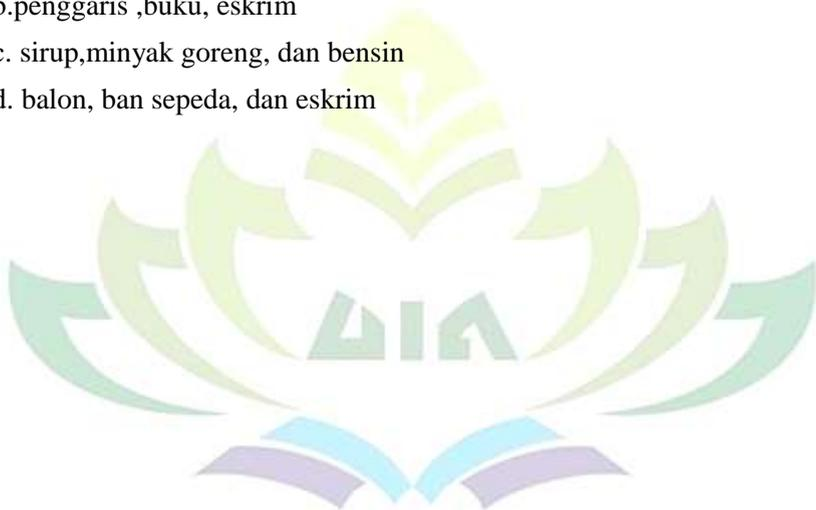 b.penggaris ,buku, eskrim
c. sirup,minyak goreng, dan bensin
d. balon, ban sepeda, dan eskrim